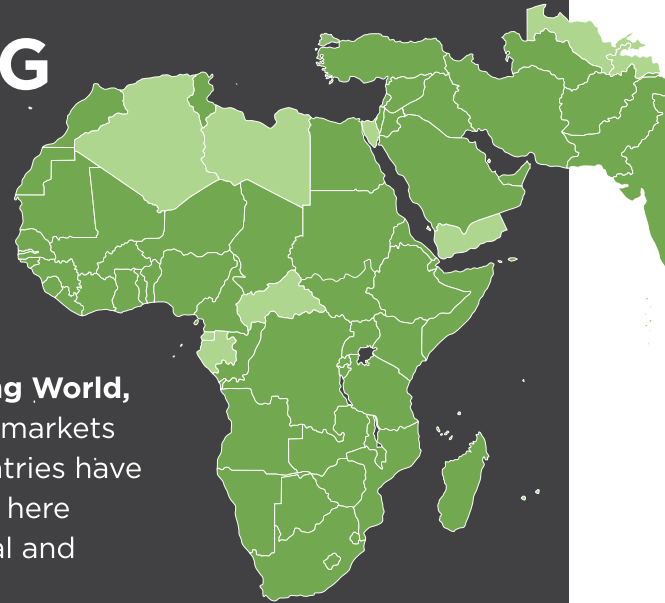 G
ng World,
markets
ntries have
here
al and